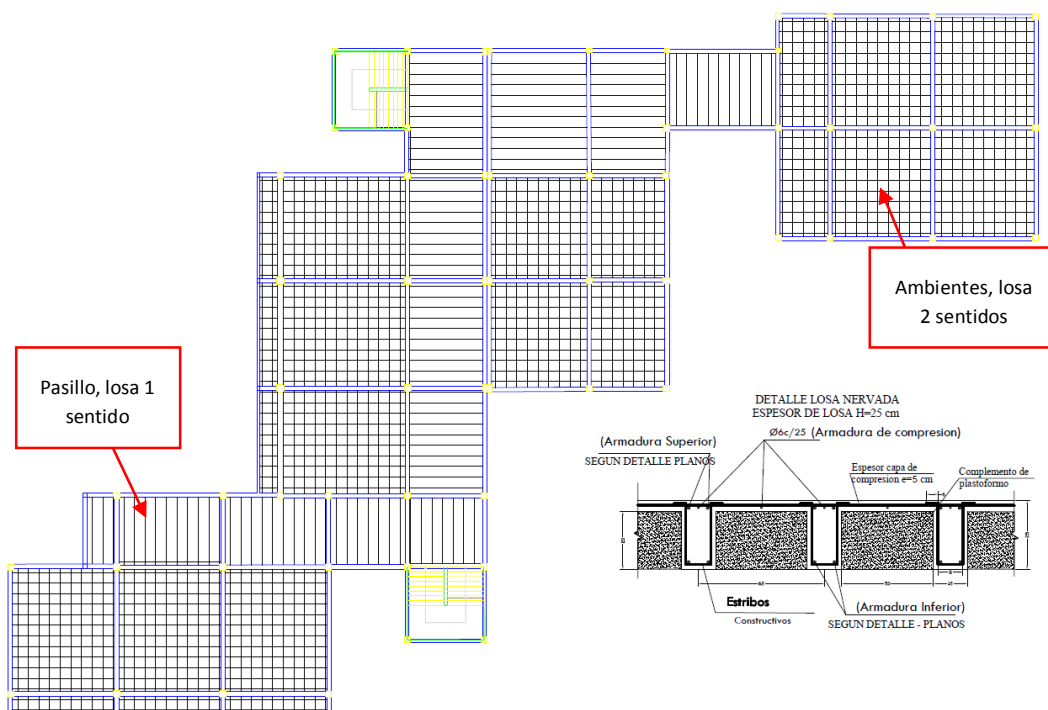 Ambientes, losa
2 sentidos
Pasillo, losa 1
sentido
DETALLE LOSA NERVADA
ESPESOR DE LOSA H=25 cm
Ø6c/25 (Armadura de compresion)
(Armadura Superior)
SEGUN DETALLE PLANOS
Espesor capa de
compresion e=5 cm
Complemento de
plastoformo
Estribos
Constructivos
(Armadura Inferior)
SEGUN DETALLE - PLANOS